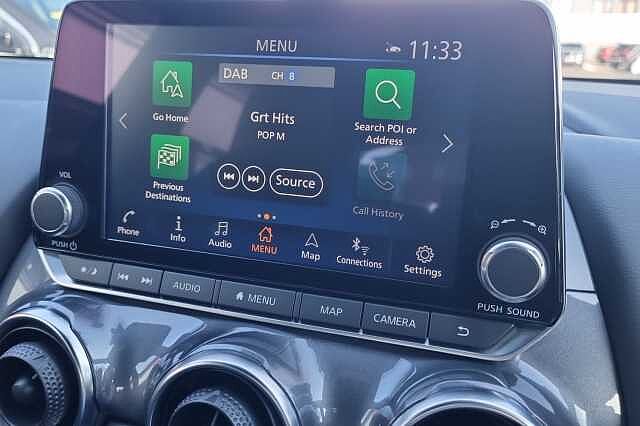 MENU
11:33
DAB CH 8
Go Home
Grt Hits
POP M
Search POI or
Address
Previous
Destinations
Source
Call History
Phone
Info
Audio
MENU
Map
Connections
Settings
VOL
PUSH
PUSH SOUND
AUDIO
MENU
MAP
CAMERA